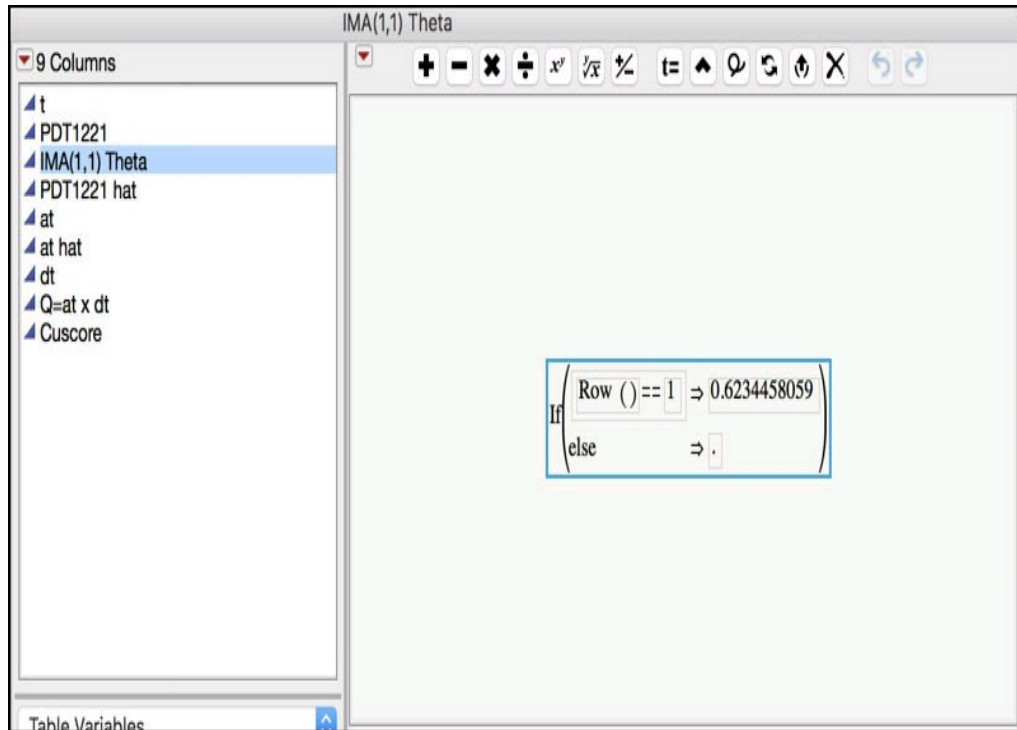 IMA(1,1) Theta
9 Columns
t
PDT1221
IMA(1,1) Theta
PDT1221 hat
at
at hat
dt
Q=at x dt
Cuscore
Table Variables
+ − × ÷ xʸ ʸ√x +/− t=
If
Row () == 1 ⇒ 0.6234458059
else ⇒ .